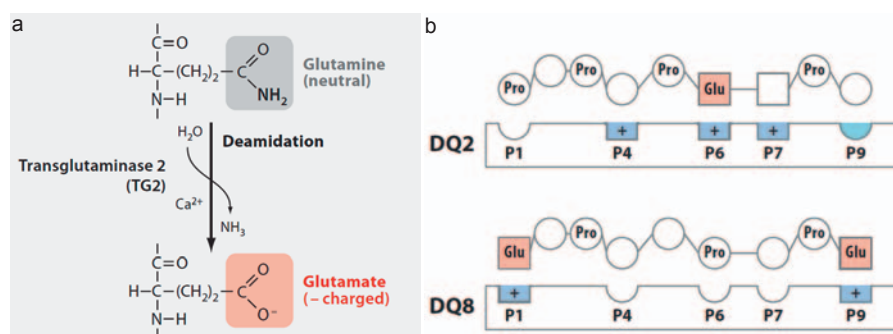 a
C=O
H–C–(CH₂)₂–C
O
NH₂
N–H
Glutamine
(neutral)
H₂O
Deamidation
Transglutaminase 2
(TG2)
Ca²⁺
NH₃
C=O
H–C–(CH₂)₂–C
O
O⁻
N–H
Glutamate
(– charged)
b
Pro Pro Pro Glu Pro
+ + +
DQ2
P1 P4 P6 P7 P9
Glu Pro Pro Pro Glu
+ +
DQ8
P1 P4 P6 P7 P9